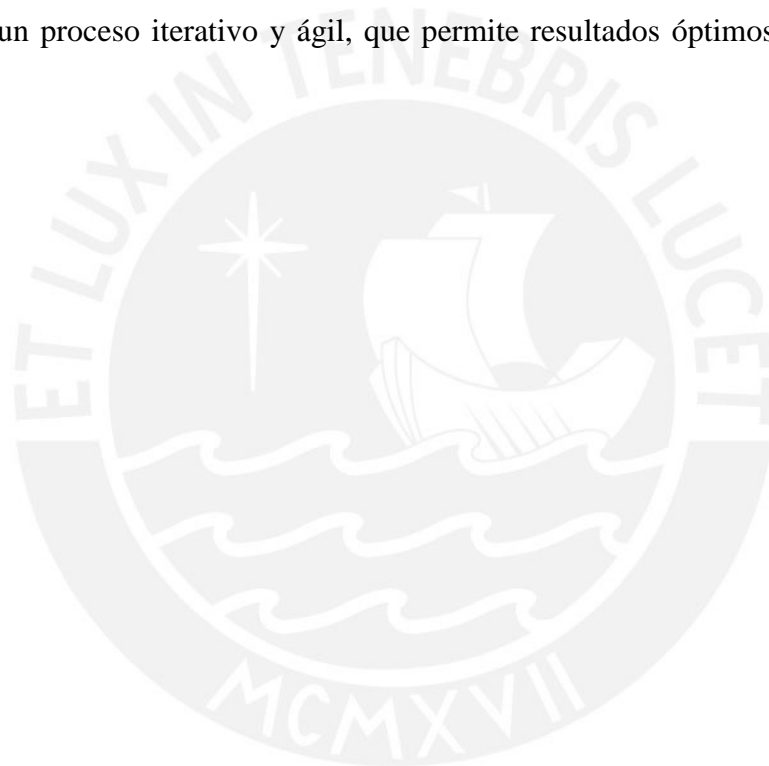 un proceso iterativo y ágil, que permite resultados óptimos
ET LUX IN TENEBRIS LUCET
MCMXVII